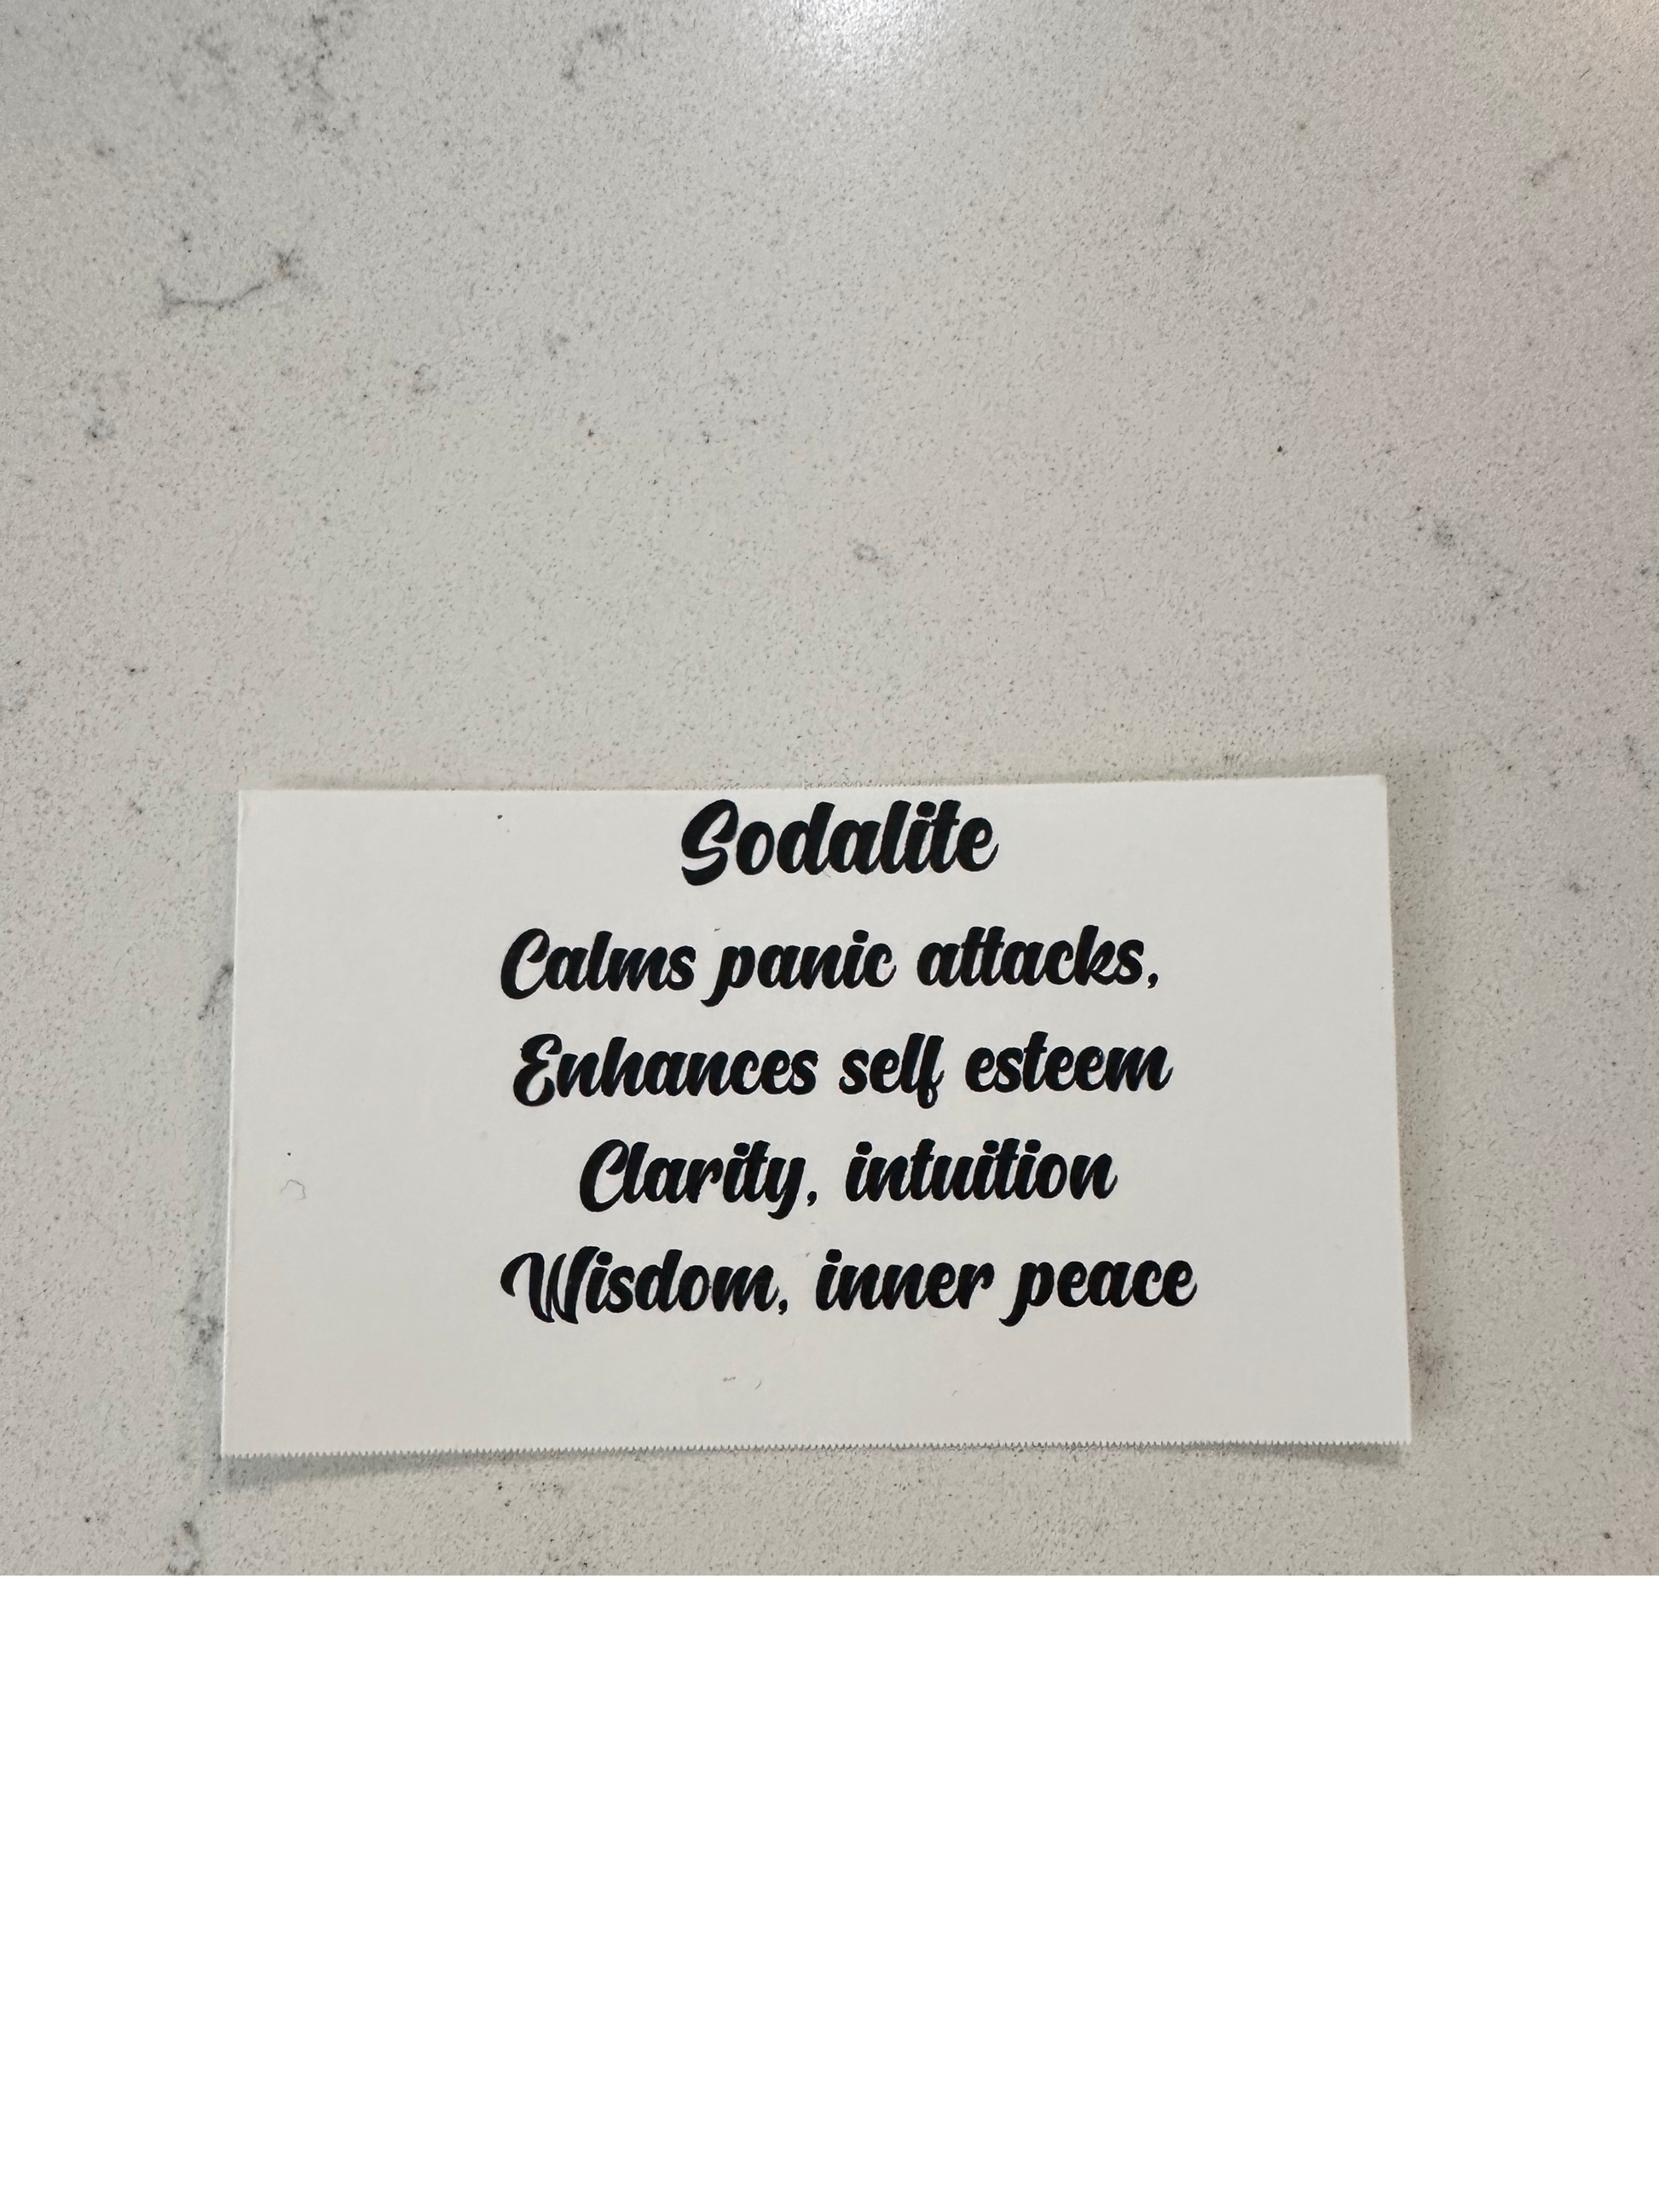 Sodalite
Calms panic attacks,
Enhances self esteem
Clarity, intuition
Wisdom, inner peace